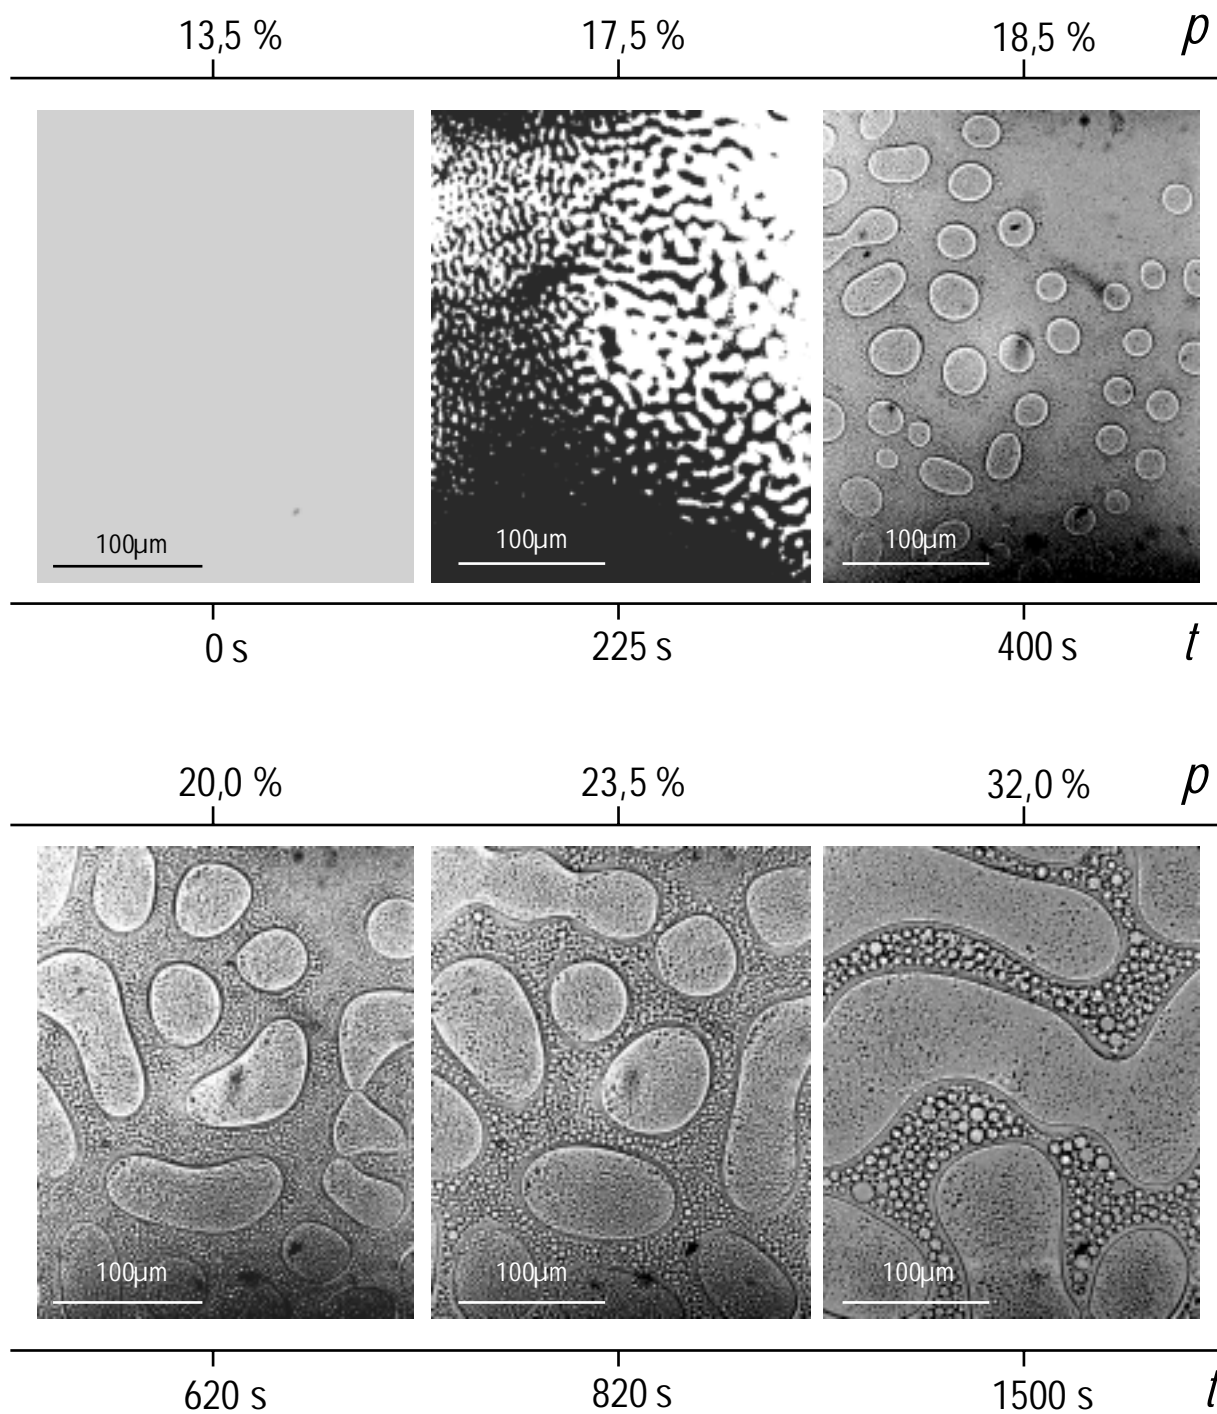 13,5 % 17,5 % 18,5 % p
100µm 100µm 100µm
0 s 225 s 400 s t
20,0 % 23,5 % 32,0 % p
100µm 100µm 100µm
620 s 820 s 1500 s t